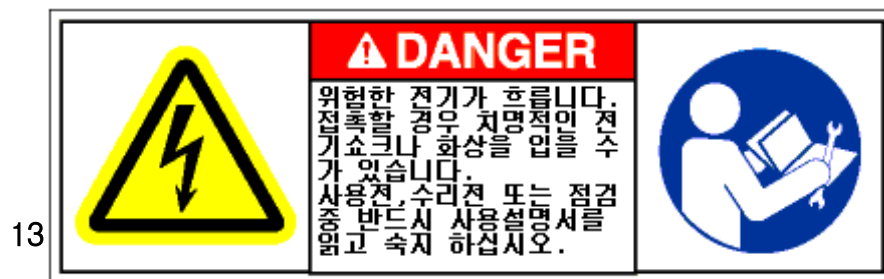 DANGER
위험한 전기가 흐릅니다.
접촉할 경우 치명적인 전
기쇼크나 화상을 입을 수
가 있습니다.
사용전,수리전 또는 점검
중 반드시 사용설명서를
읽고 숙지 하십시오.
13